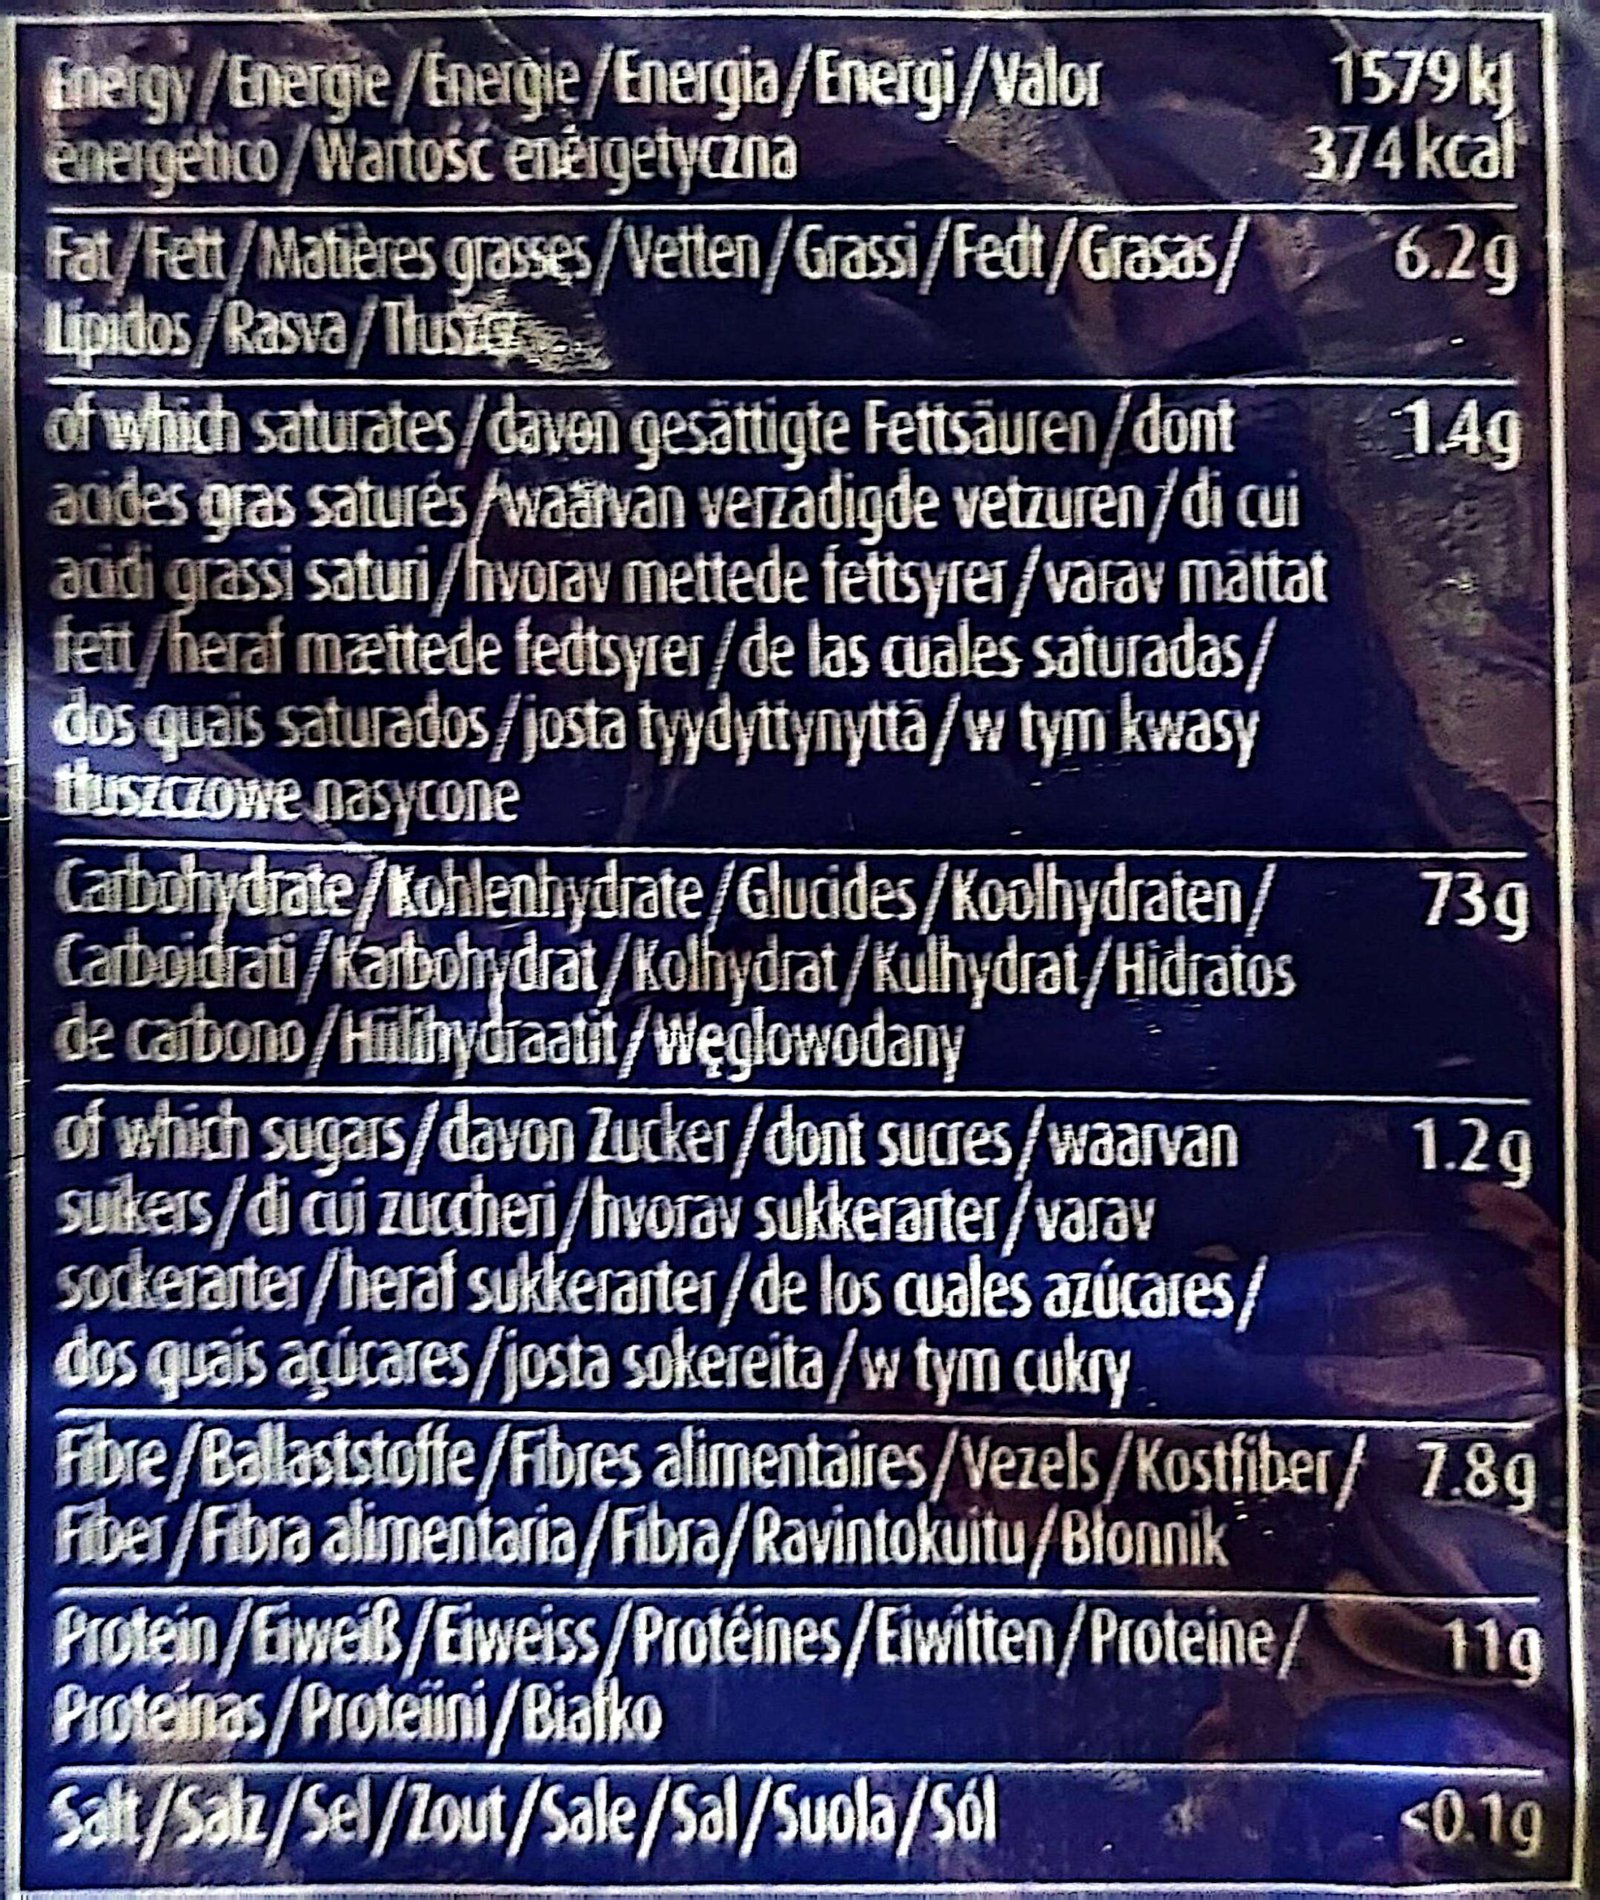 Energy/Energie/Énergie/Energia/Energi/Valor 1579kJ
energético/Wartość energetyczna 374kcal
Fat/Fett/Matières grasses/Vetten/Grassi/Fedt/Grasas/ 6.2g
Lípidos/Rasva/Tłuszcz
of which saturates/davon gesättigte Fettsäuren/dont 1.4g
acides gras saturés/waarvan verzadigde vetzuren/di cui
acidi grassi saturi/hvorav mettede fettsyrer/varav mättat
fett/heraf mættede fedtsyrer/de las cuales saturadas/
dos quais saturados/josta tyydyttynyttä/w tym kwasy
tłuszczowe nasycone
Carbohydrate/Kohlenhydrate/Glucides/Koolhydraten/ 73g
Carboidrati/Karbohydrat/Kolhydrat/Kulhydrat/Hidratos
de carbono/Hiilihydraatit/Węglowodany
of which sugars/davon Zucker/dont sucres/waarvan 1.2g
suikers/di cui zuccheri/hvorav sukkerarter/varav
sockerarter/heraf sukkerarter/de los cuales azúcares/
dos quais açúcares/josta sokereita/w tym cukry
Fibre/Ballaststoffe/Fibres alimentaires/Vezels/Kostfiber/ 7.8g
Fiber/Fibra alimentaria/Fibra/Ravintokuitu/Błonnik
Protein/Eiweiß/Eiweiss/Protéines/Eiwitten/Proteine/ 11g
Proteínas/Proteiini/Białko
Salt/Salz/Sel/Zout/Sale/Sal/Suola/Sól <0.1g